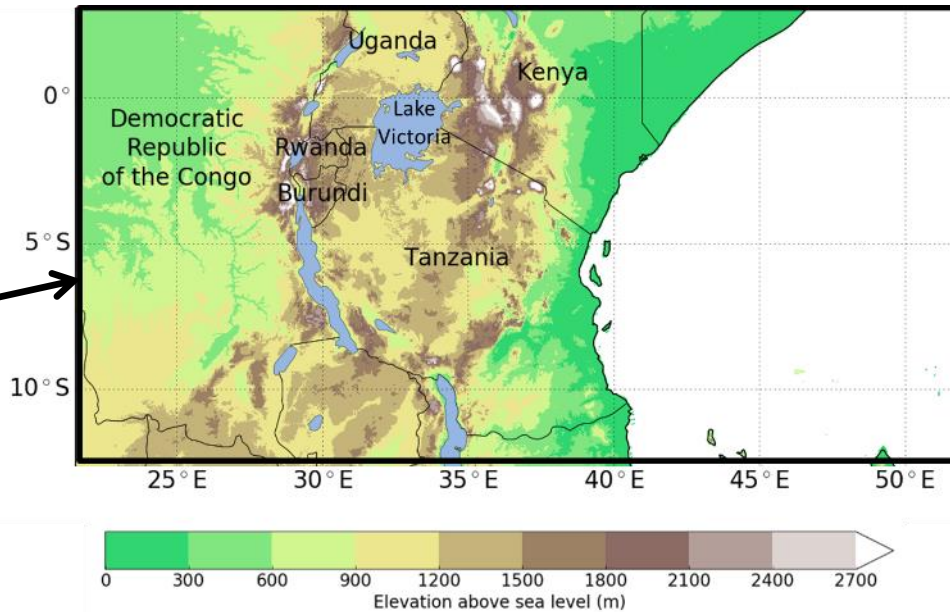 Uganda
Kenya
0°
Lake
Victoria
Democratic
Republic
of the Congo
Rwanda
Burundi
5°S
Tanzania
10°S
25°E 30°E 35°E 40°E 45°E 50°E
0 300 600 900 1200 1500 1800 2100 2400 2700
Elevation above sea level (m)